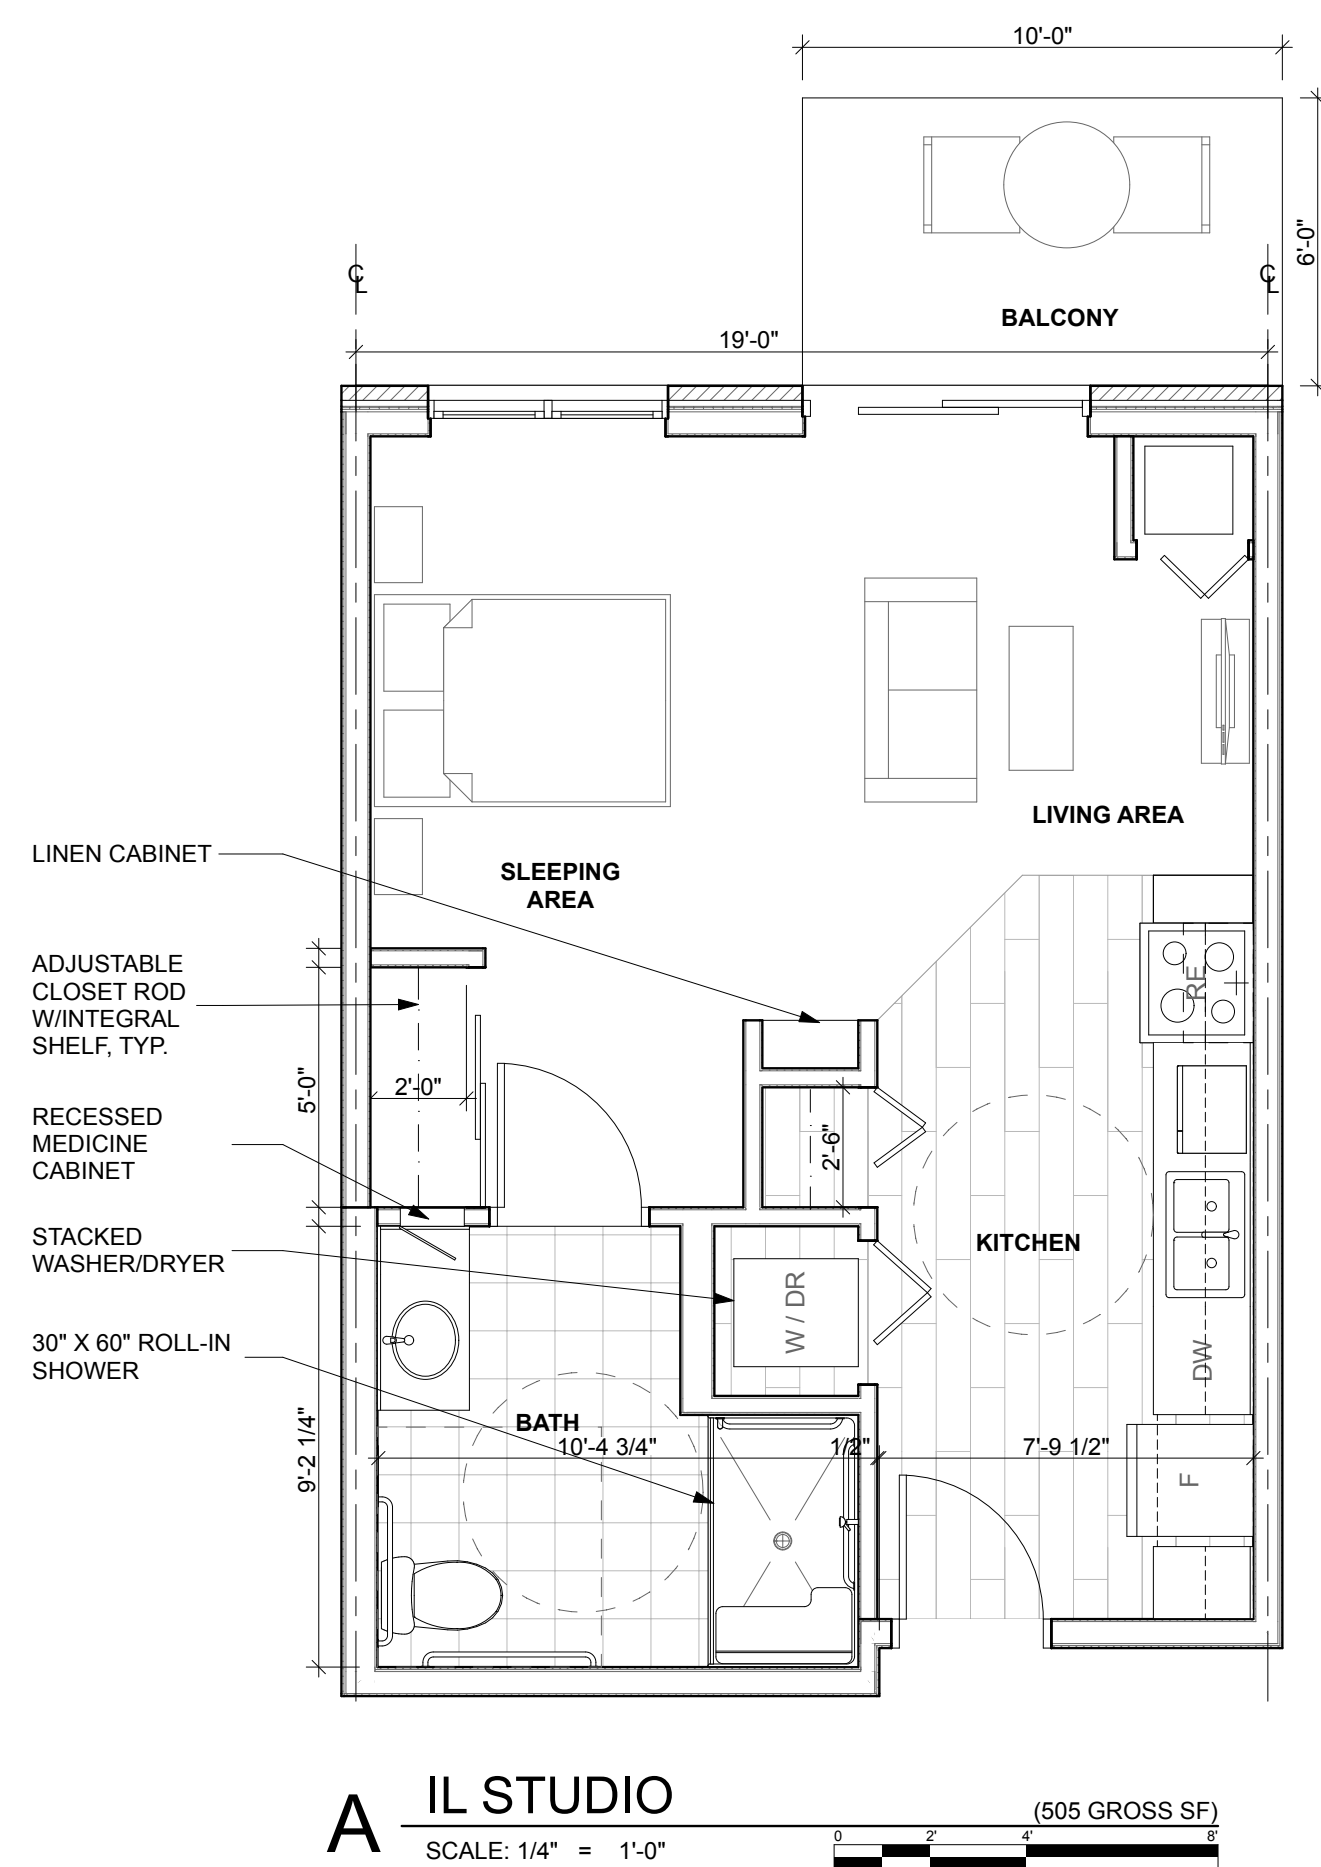 10'-0"
6'-0"
BALCONY
℄
℄
19'-0"
LIVING AREA
LINEN CABINET
SLEEPING
AREA
ADJUSTABLE
CLOSET ROD
W/INTEGRAL
SHELF, TYP.
RE
2'-0"
5'-0"
RECESSED
MEDICINE
CABINET
2'-6"
STACKED
WASHER/DRYER
KITCHEN
W / DR
30" X 60" ROLL-IN
SHOWER
DW
BATH
9'-2 1/4"
10'-4 3/4"
1/2"
7'-9 1/2"
F
A
IL STUDIO
(505 GROSS SF)
SCALE: 1/4" = 1'-0"
0 2' 4' 8'